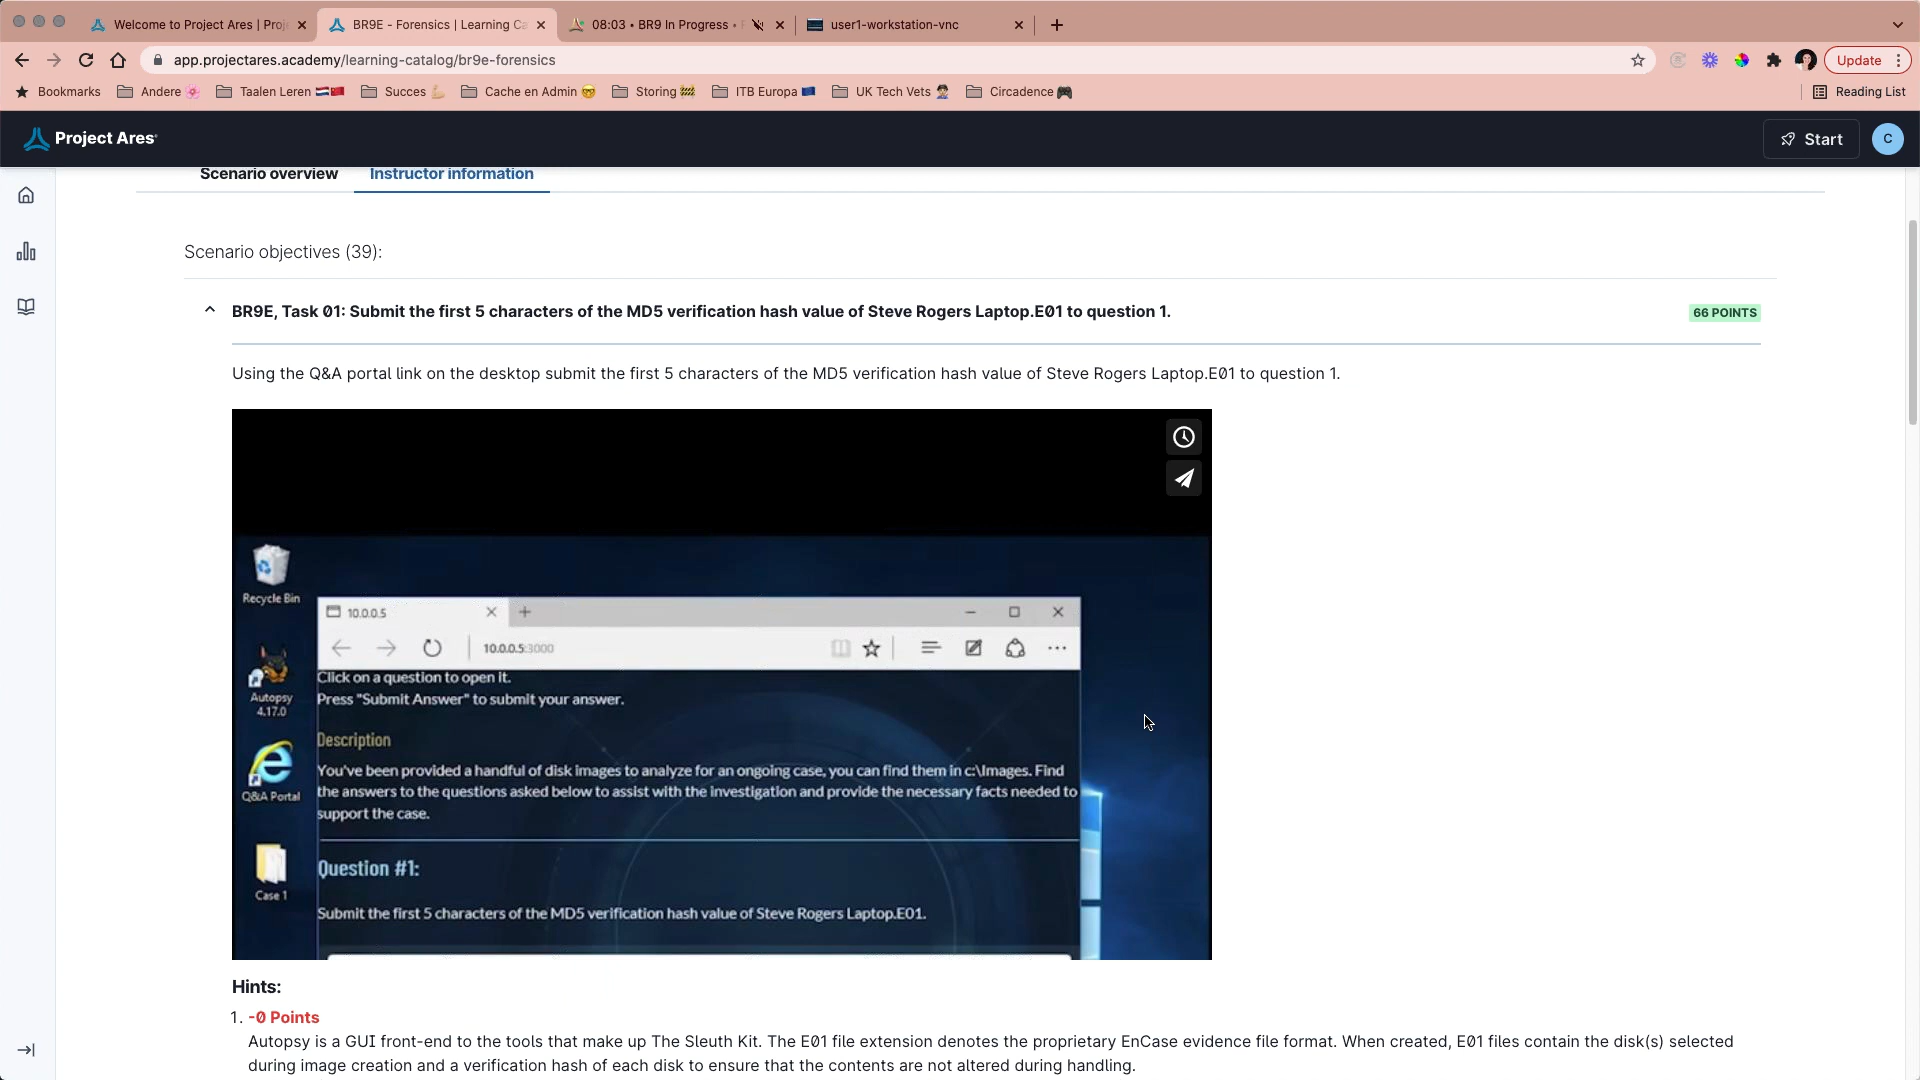 Welcome to Project Ares | Proj
BR9E - Forensics | Learning Ca
08:03 • BR9 In Progress •
user1-workstation-vnc
app.projectares.academy/learning-catalog/br9e-forensics
Update
Bookmarks
Andere
Taalen Leren
Succes
Cache en Admin
Storing
ITB Europa
UK Tech Vets
Circadence
Reading List
Project Ares
Start
C
Scenario overview
Instructor information
Scenario objectives (39):
BR9E, Task 01: Submit the first 5 characters of the MD5 verification hash value of Steve Rogers Laptop.E01 to question 1.
66 POINTS
Using the Q&A portal link on the desktop submit the first 5 characters of the MD5 verification hash value of Steve Rogers Laptop.E01 to question 1.
Recycle Bin
10.0.0.5
10.0.0.5:3000
Click on a question to open it.
Press "Submit Answer" to submit your answer.
Autopsy
4.17.0
Description
You've been provided a handful of disk images to analyze for an ongoing case, you can find them in c:\Images. Find
the answers to the questions asked below to assist with the investigation and provide the necessary facts needed to
support the case.
Q&A Portal
Question #1:
Case 1
Submit the first 5 characters of the MD5 verification hash value of Steve Rogers Laptop.E01.
Hints:
1. -0 Points
Autopsy is a GUI front-end to the tools that make up The Sleuth Kit. The E01 file extension denotes the proprietary EnCase evidence file format. When created, E01 files contain the disk(s) selected
during image creation and a verification hash of each disk to ensure that the contents are not altered during handling.